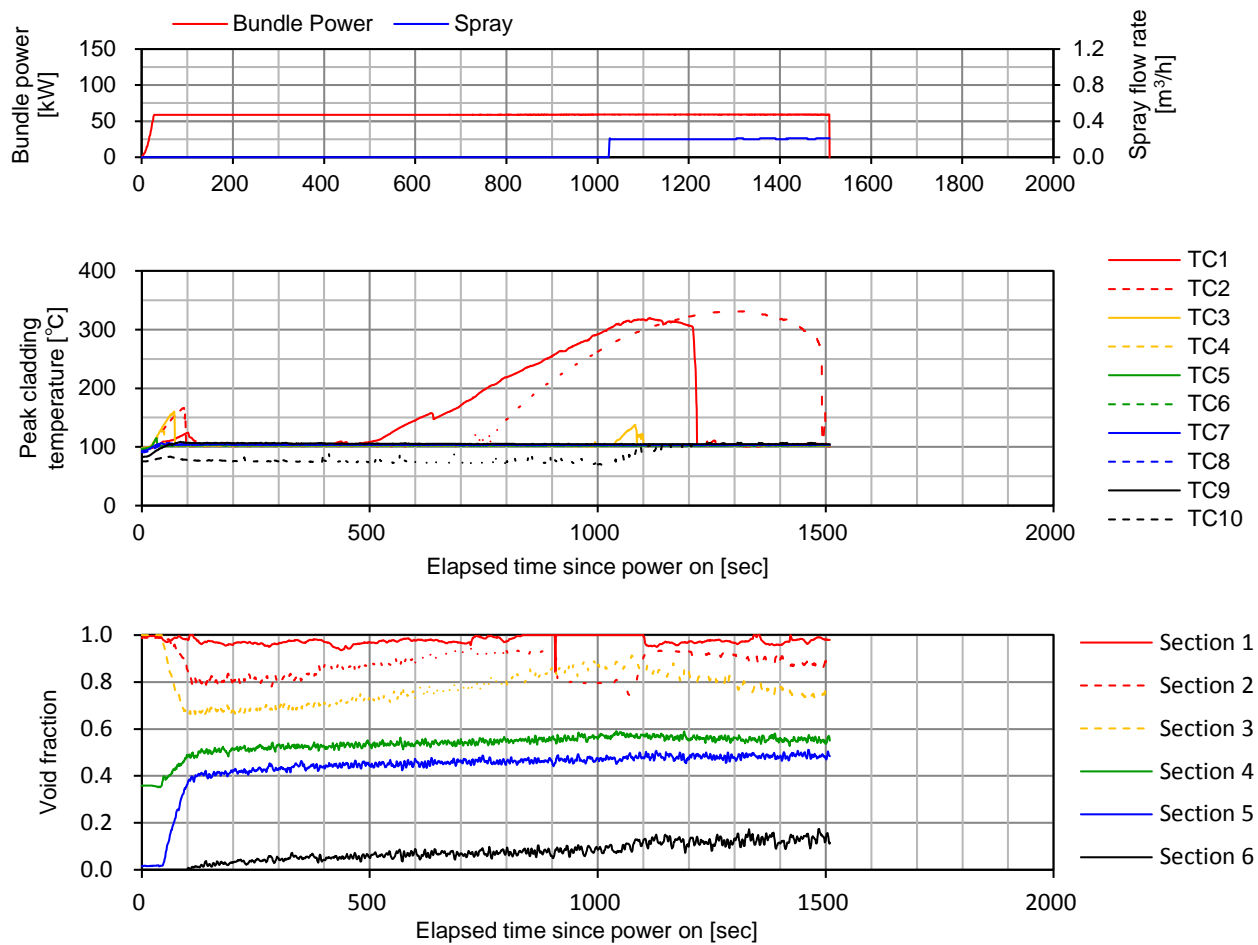 Bundle Power Spray
Bundle power
[kW]
150
100
50
0
1.2
0.8
0.4
0.0
Spray flow rate
[m³/h]
0 200 400 600 800 1000 1200 1400 1600 1800 2000
Peak cladding
temperature [°C]
400
300
200
100
0
0 500 1000 1500 2000
Elapsed time since power on [sec]
TC1
TC2
TC3
TC4
TC5
TC6
TC7
TC8
TC9
TC10
Void fraction
1.0
0.8
0.6
0.4
0.2
0.0
0 500 1000 1500 2000
Elapsed time since power on [sec]
Section 1
Section 2
Section 3
Section 4
Section 5
Section 6